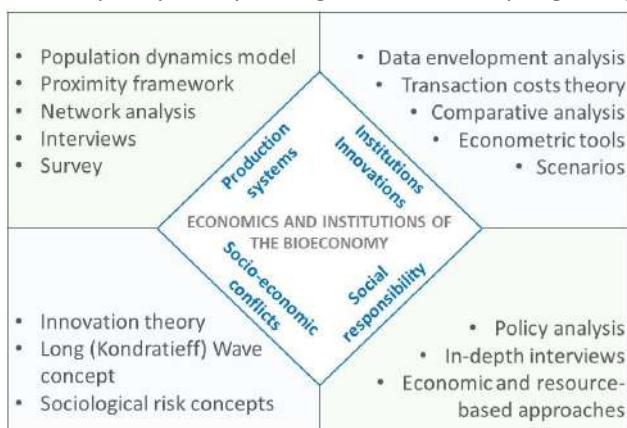 • Population dynamics model
• Proximity framework
• Network analysis
• Interviews
• Survey
• Data envelopment analysis
• Transaction costs theory
• Comparative analysis
• Econometric tools
• Scenarios
Production
systems
Institutions
Innovations
ECONOMICS AND INSTITUTIONS OF
THE BIOECONOMY
Socio-economic
conflicts
Social
responsibility
• Innovation theory
• Long (Kondratieff) Wave
concept
• Sociological risk concepts
• Policy analysis
• In-depth interviews
• Economic and resource-
based approaches